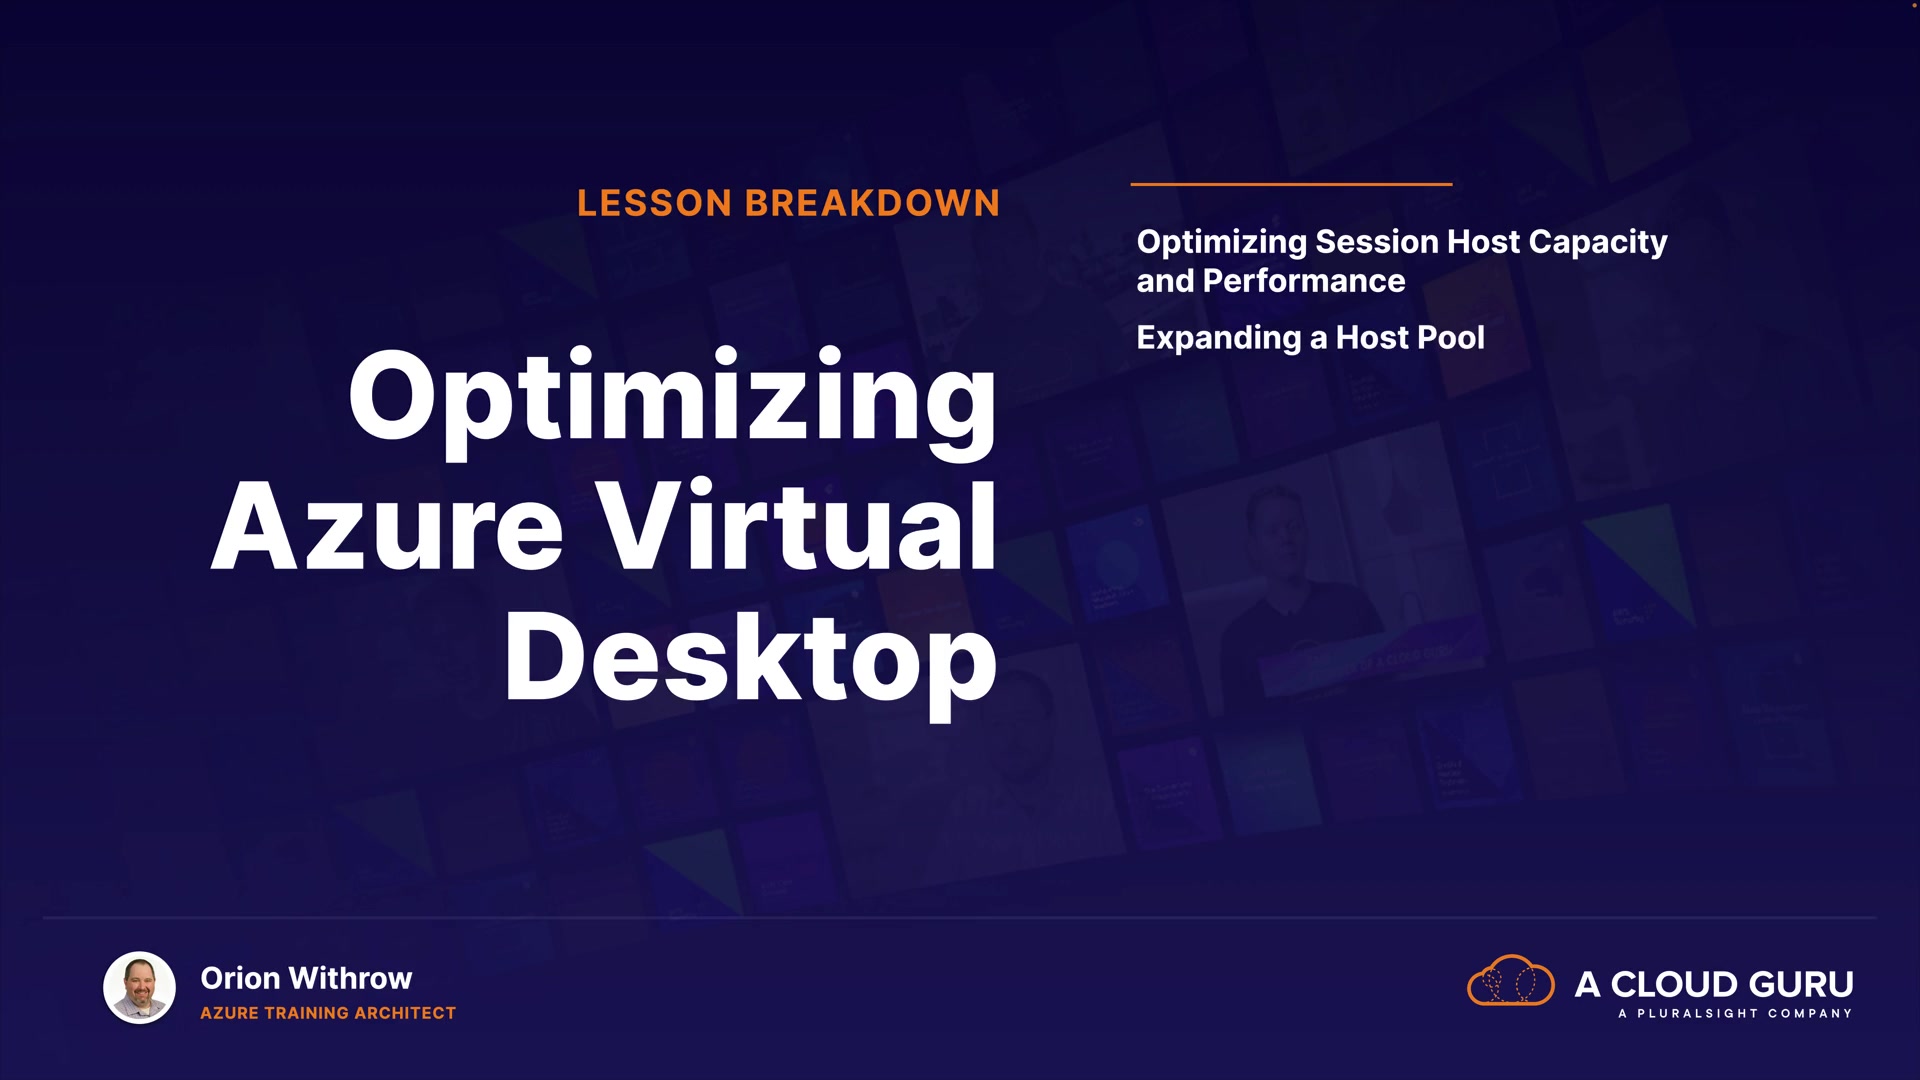 LESSON BREAKDOWN
Optimizing
Azure Virtual
Desktop
Optimizing Session Host Capacity
and Performance
Expanding a Host Pool
Orion Withrow
AZURE TRAINING ARCHITECT
A CLOUD GURU
A PLURALSIGHT COMPANY